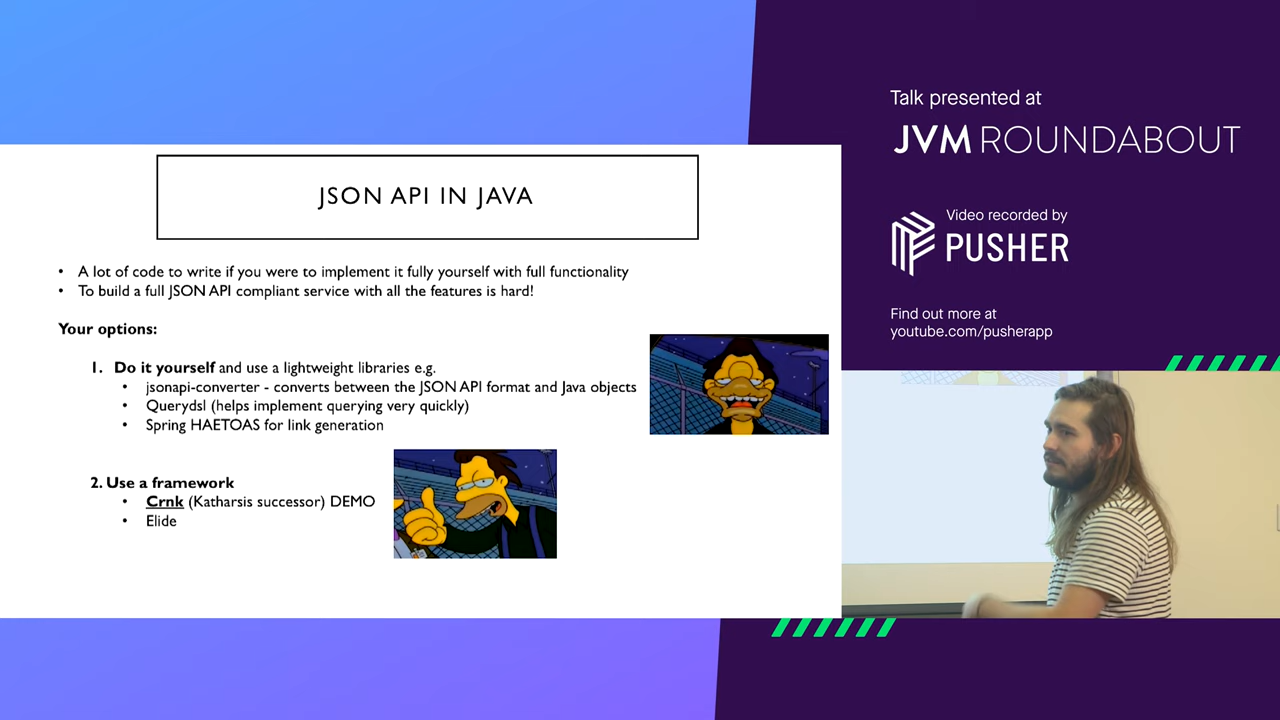 JSON API IN JAVA
• A lot of code to write if you were to implement it fully yourself with full functionality
• To build a full JSON API compliant service with all the features is hard!
Your options:
1. Do it yourself and use a lightweight libraries e.g.
• jsonapi-converter - converts between the JSON API format and Java objects
• Querydsl (helps implement querying very quickly)
• Spring HAETOAS for link generation
2. Use a framework
• Crnk (Katharsis successor) DEMO
• Elide
Talk presented at
JVM ROUNDABOUT
Video recorded by
PUSHER
Find out more at
youtube.com/pusherapp